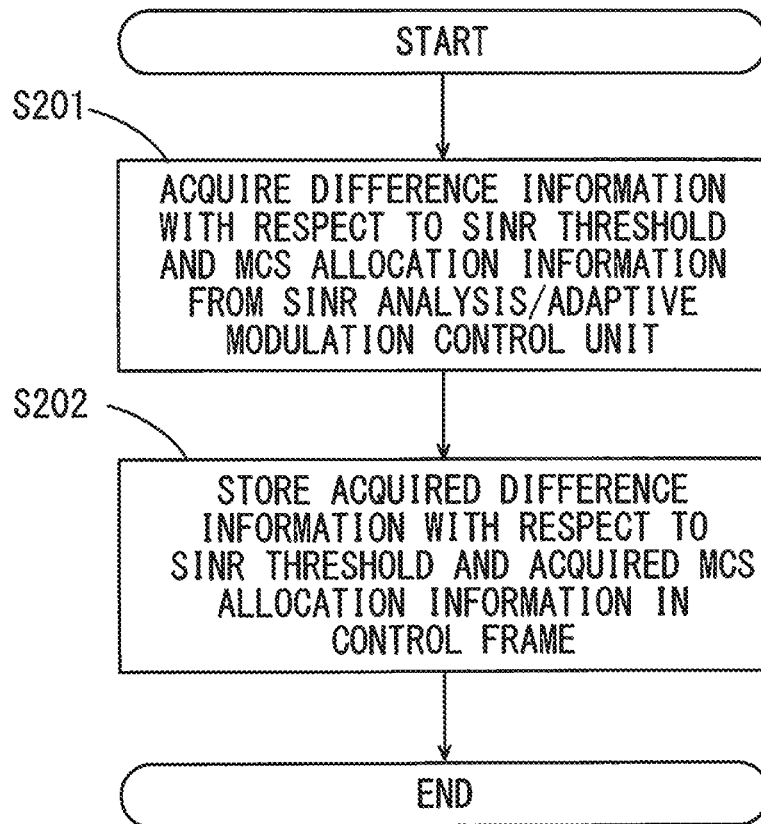 START
S201
ACQUIRE DIFFERENCE INFORMATION
WITH RESPECT TO SINR THRESHOLD
AND MCS ALLOCATION INFORMATION
FROM SINR ANALYSIS/ADAPTIVE
MODULATION CONTROL UNIT
S202
STORE ACQUIRED DIFFERENCE
INFORMATION WITH RESPECT TO
SINR THRESHOLD AND ACQUIRED MCS
ALLOCATION INFORMATION IN
CONTROL FRAME
END